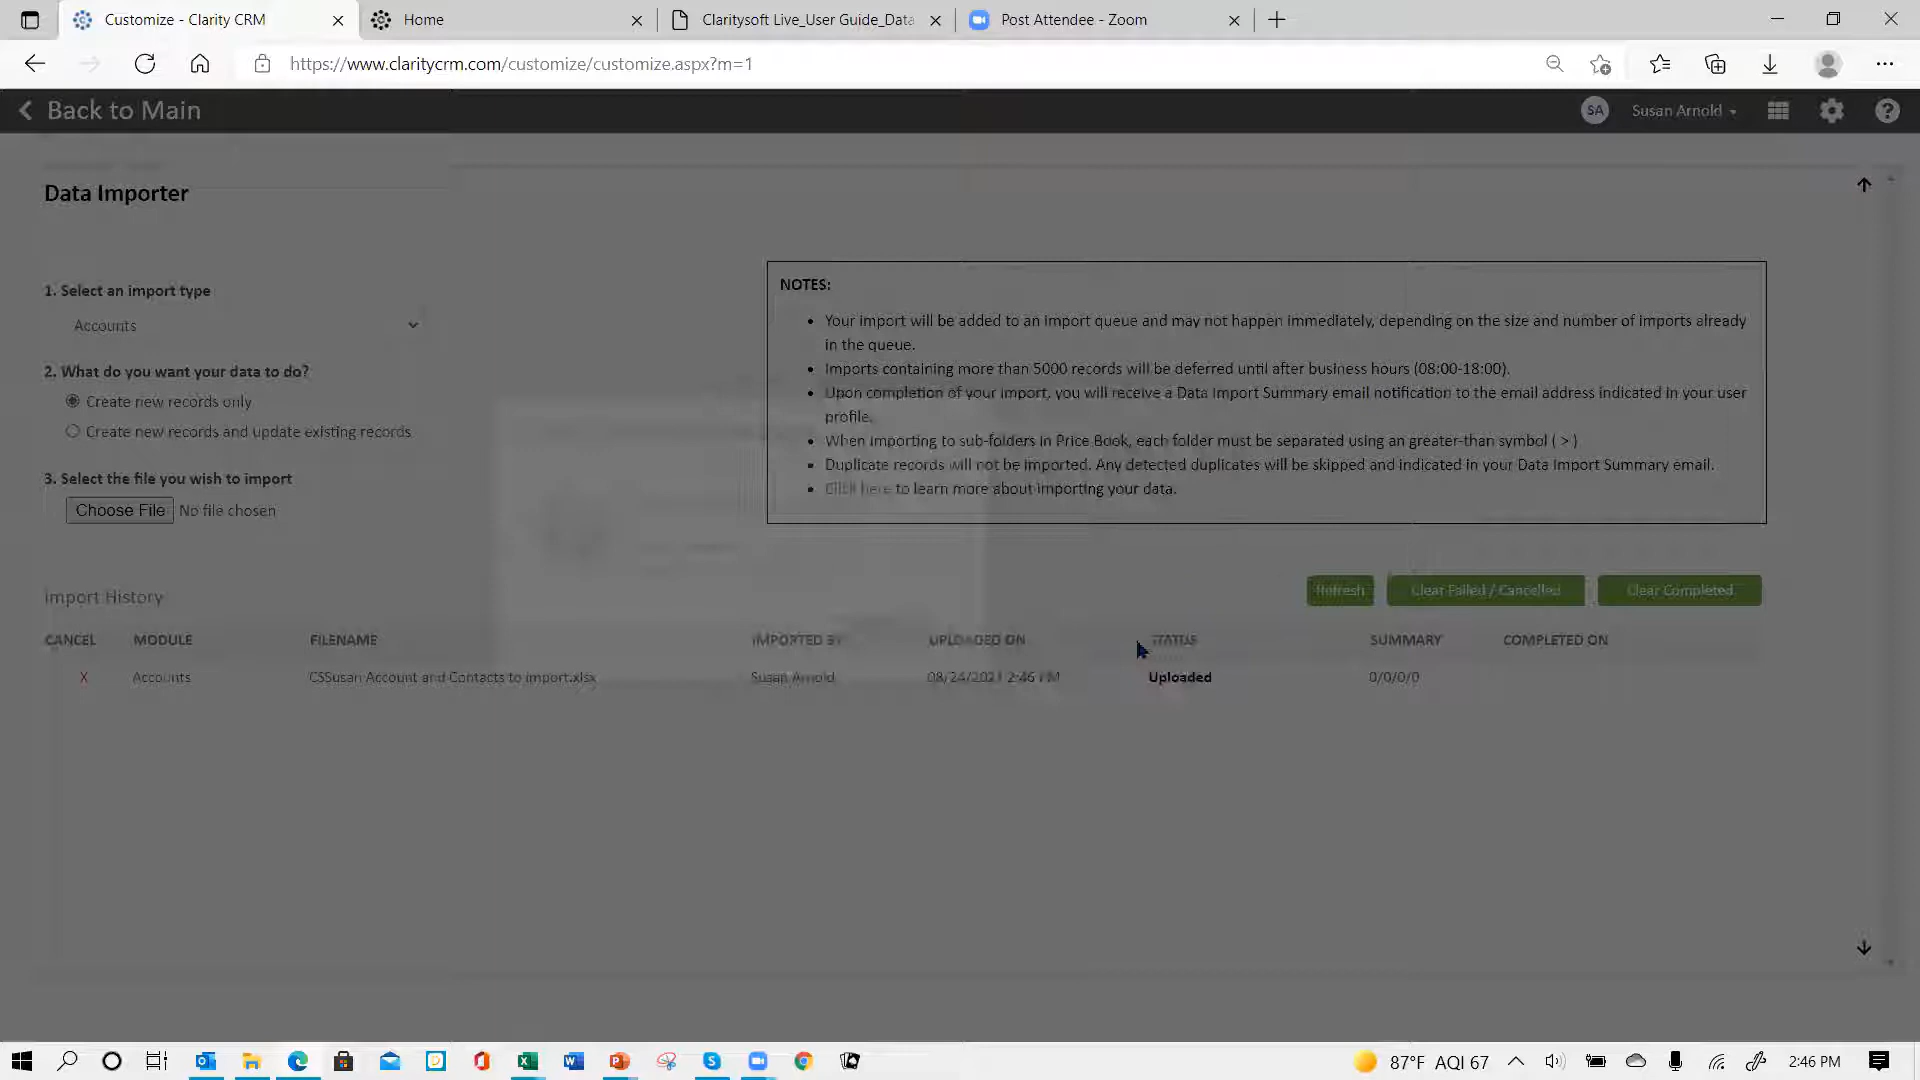 Customize - Clarity CRM
Home
Claritysoft Live_User Guide_Data
Post Attendee - Zoom
https://www.claritycrm.com/customize/customize.aspx?m=1
Back to Main
SA
Susan Arnold
Data Importer
1. Select an import type
Accounts
2. What do you want your data to do?
Create new records only
Create new records and update existing records
3. Select the file you wish to import
Choose File No file chosen
NOTES:
Your import will be added to an import queue and may not happen immediately, depending on the size and number of imports already
in the queue.
Imports containing more than 5000 records will be deferred until after business hours (08:00-18:00).
Upon completion of your import, you will receive a Data Import Summary email notification to the email address indicated in your user
profile.
When importing to sub-folders in Price Book, each folder must be separated using an greater-than symbol ( > )
Duplicate records will not be imported. Any detected duplicates will be skipped and indicated in your Data Import Summary email.
Click here to learn more about importing your data.
Import History
Refresh
Clear Failed / Cancelled
Clear Completed
CANCEL MODULE FILENAME IMPORTED BY UPLOADED ON STATUS SUMMARY COMPLETED ON
X Accounts CSSusan Account and Contacts to import.xlsx Susan Arnold 08/24/2021 2:46 PM Uploaded 0/0/0/0
87°F AQI 67
2:46 PM